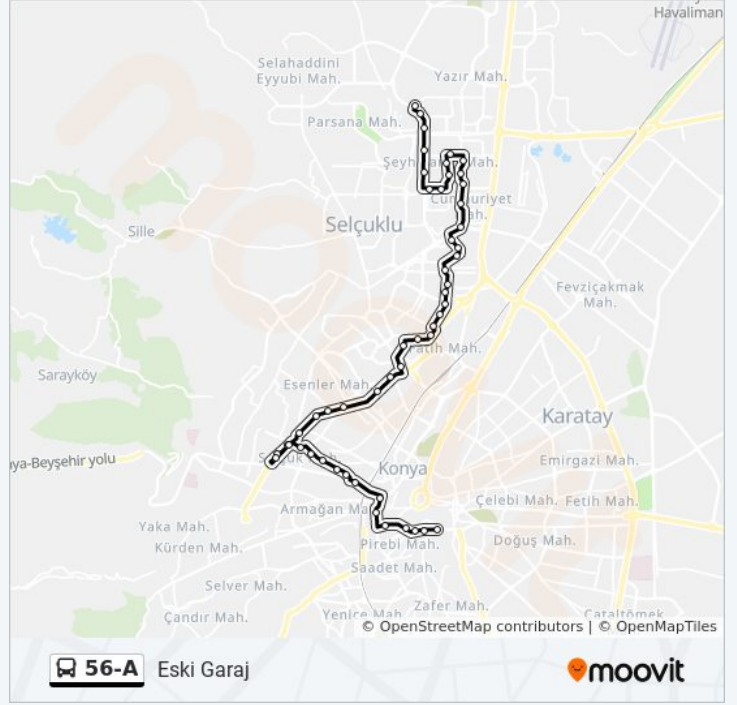 Havaliman
Selahaddini
Eyyubi Mah.
Yazır Mah.
Parsana Mah.
Mah.
Mah.
Selçuklu
Sille
Fevziçakmak
Mah.
Fatih Mah.
Sarayköy
Esenler Mah.
Karatay
ya-Beyşehir yolu
Konya
Emirgazi Mah.
Armağan Ma
Çelebi Mah.
Fetih Mah.
Yaka Mah.
Kürden Mah.
Pirebi Mah.
Doğuş Mah.
Saadet Mah.
Selver Mah.
Çandır Mah.
Yenice Mah.
Zafer Mah.
Çataltömek
© OpenStreetMap contributors | © OpenMapTiles
56-A
Eski Garaj
moovit